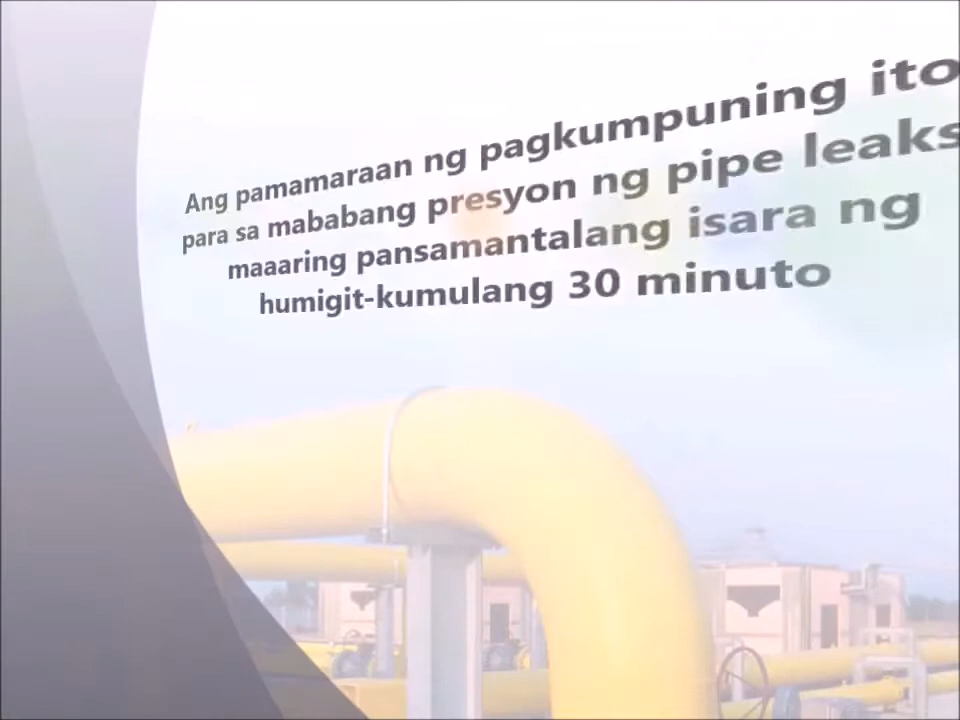 Ang pamamaraan ng pagkumpuning ito
para sa mababang presyon ng pipe leaks
maaaring pansamantalang isara ng
humigit-kumulang 30 minuto